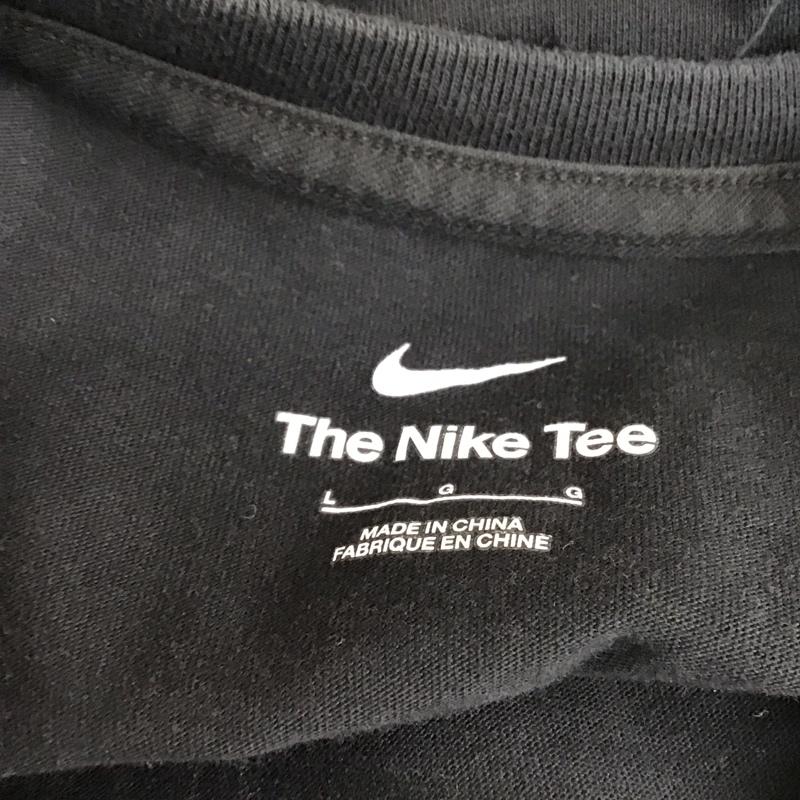 The Nike Tee
L G G
MADE IN CHINA
FABRIQUE EN CHINE